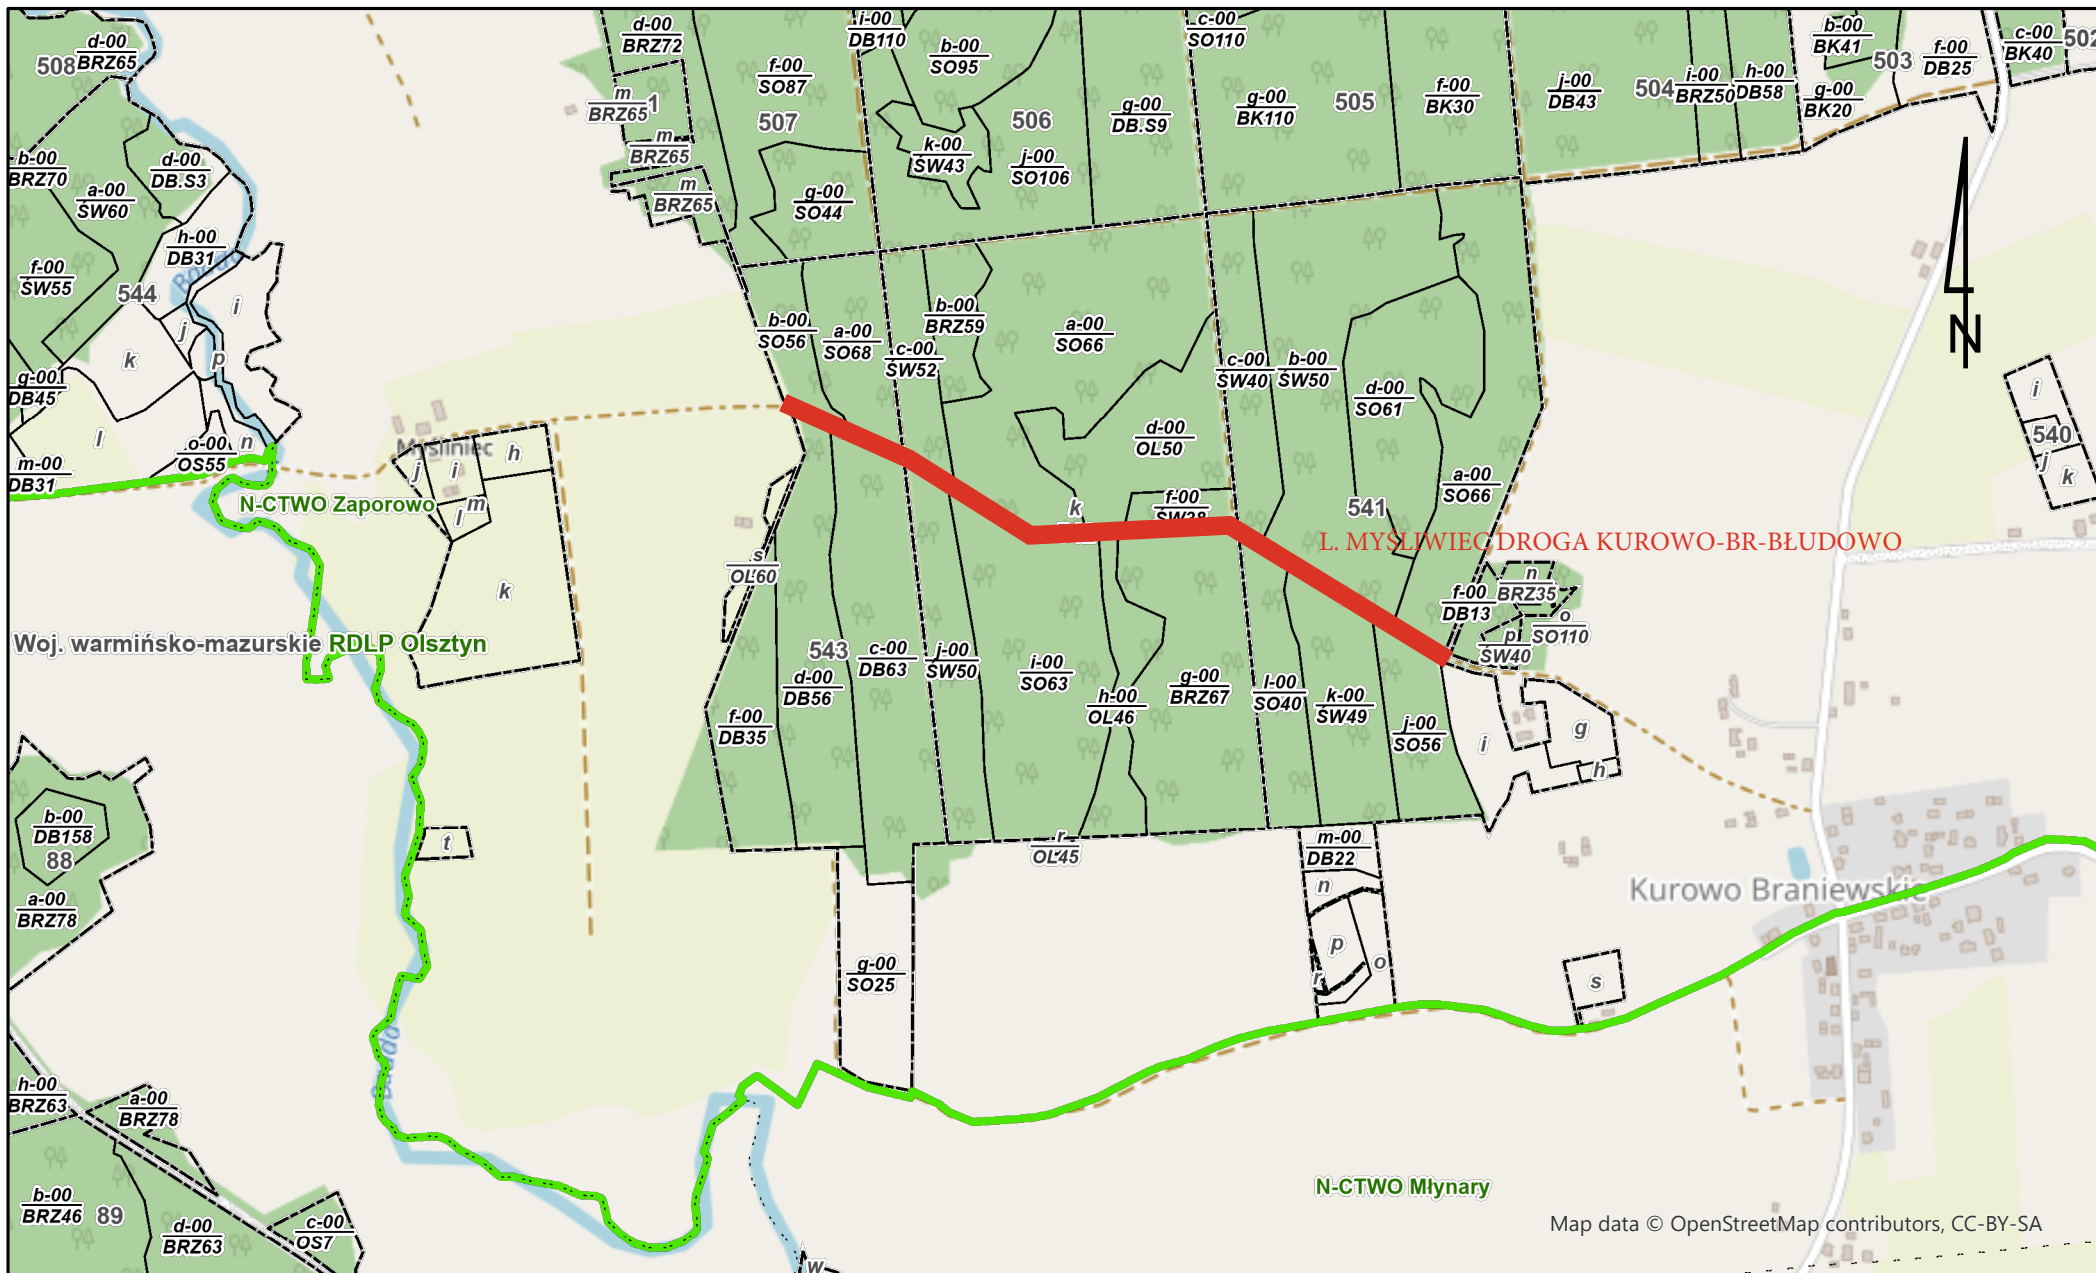 d-00
BRZ65
508
b-00
BRZ70
a-00
SW60
d-00
DB.S3
h-00
DB31
f-00
SW55
544
i
j
k
p
g-00
DB45
l
o-00
OS55
n
m-00
DB31
N-CTWO Zaporowo
Myśliniec
j
i
h
m
l
k
Woj. warmińsko-mazurskie RDLP Olsztyn
d-00
BRZ72
m
BRZ65
1
m
BRZ65
m
BRZ65
f-00
SO87
507
g-00
SO44
i-00
DB110
b-00
SO95
506
k-00
SW43
j-00
SO106
g-00
DB.S9
c-00
SO110
g-00
BK110
505
f-00
BK30
j-00
DB43
504
i-00
BRZ50
h-00
DB58
b-00
BK41
503
f-00
DB25
g-00
BK20
c-00
BK40
502
N
b-00
SO56
a-00
SO68
c-00
SW52
b-00
BRZ59
a-00
SO66
d-00
OL50
f-00
k
c-00
SW40
b-00
SW50
d-00
SO61
a-00
SO66
541
i
540
j
k
L. MYŚLIWIEC DROGA KUROWO-BR-BŁUDOWO
s
OL60
543
c-00
DB63
d-00
DB56
f-00
DB35
j-00
SW50
i-00
SO63
h-00
OL46
g-00
BRZ67
l-00
SO40
k-00
SW49
j-00
SO56
f-00
DB13
n
BRZ35
o
SO110
p
SW40
i
g
h
r
OL45
m-00
DB22
n
p
o
r
s
g-00
SO25
t
b-00
DB158
88
a-00
BRZ78
Kurowo Braniewskie
h-00
BRZ63
a-00
BRZ78
b-00
BRZ46
89
d-00
BRZ63
c-00
OS7
w
N-CTWO Młynary
Map data © OpenStreetMap contributors, CC-BY-SA